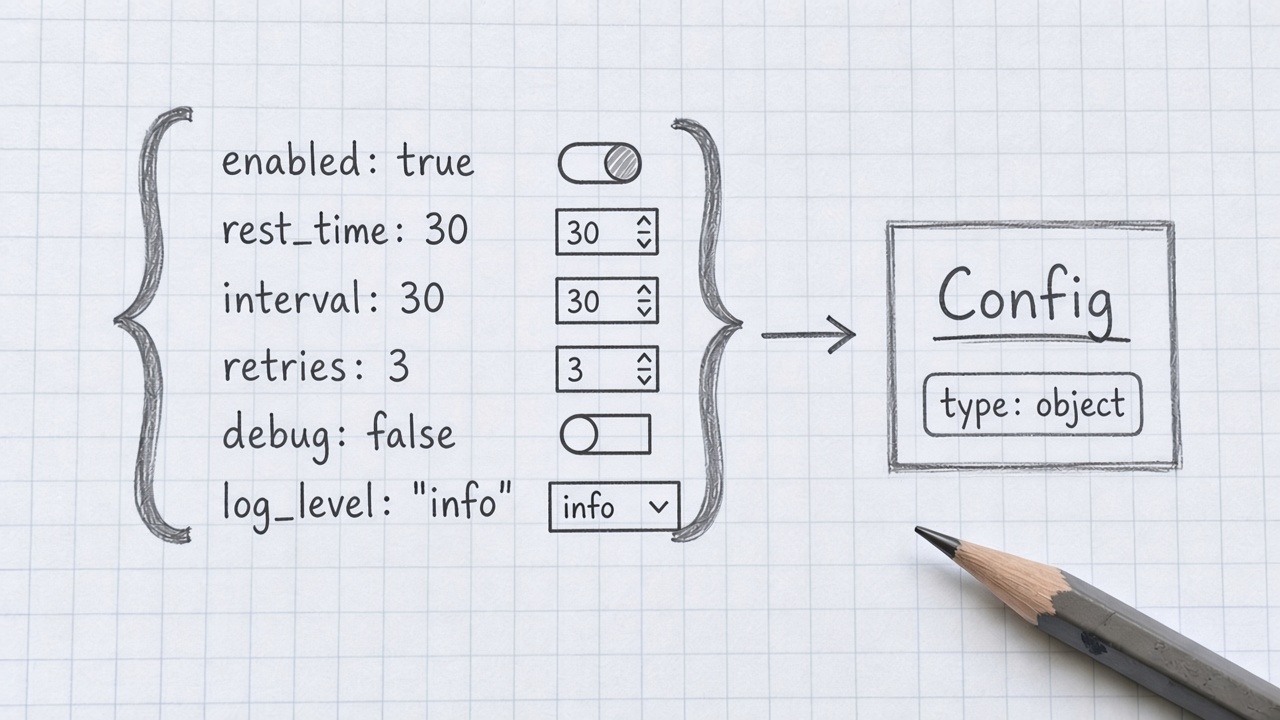 enabled: true
rest_time: 30
30
interval: 30
30
retries: 3
3
debug: false
log_level: "info"
info
Config
type: object